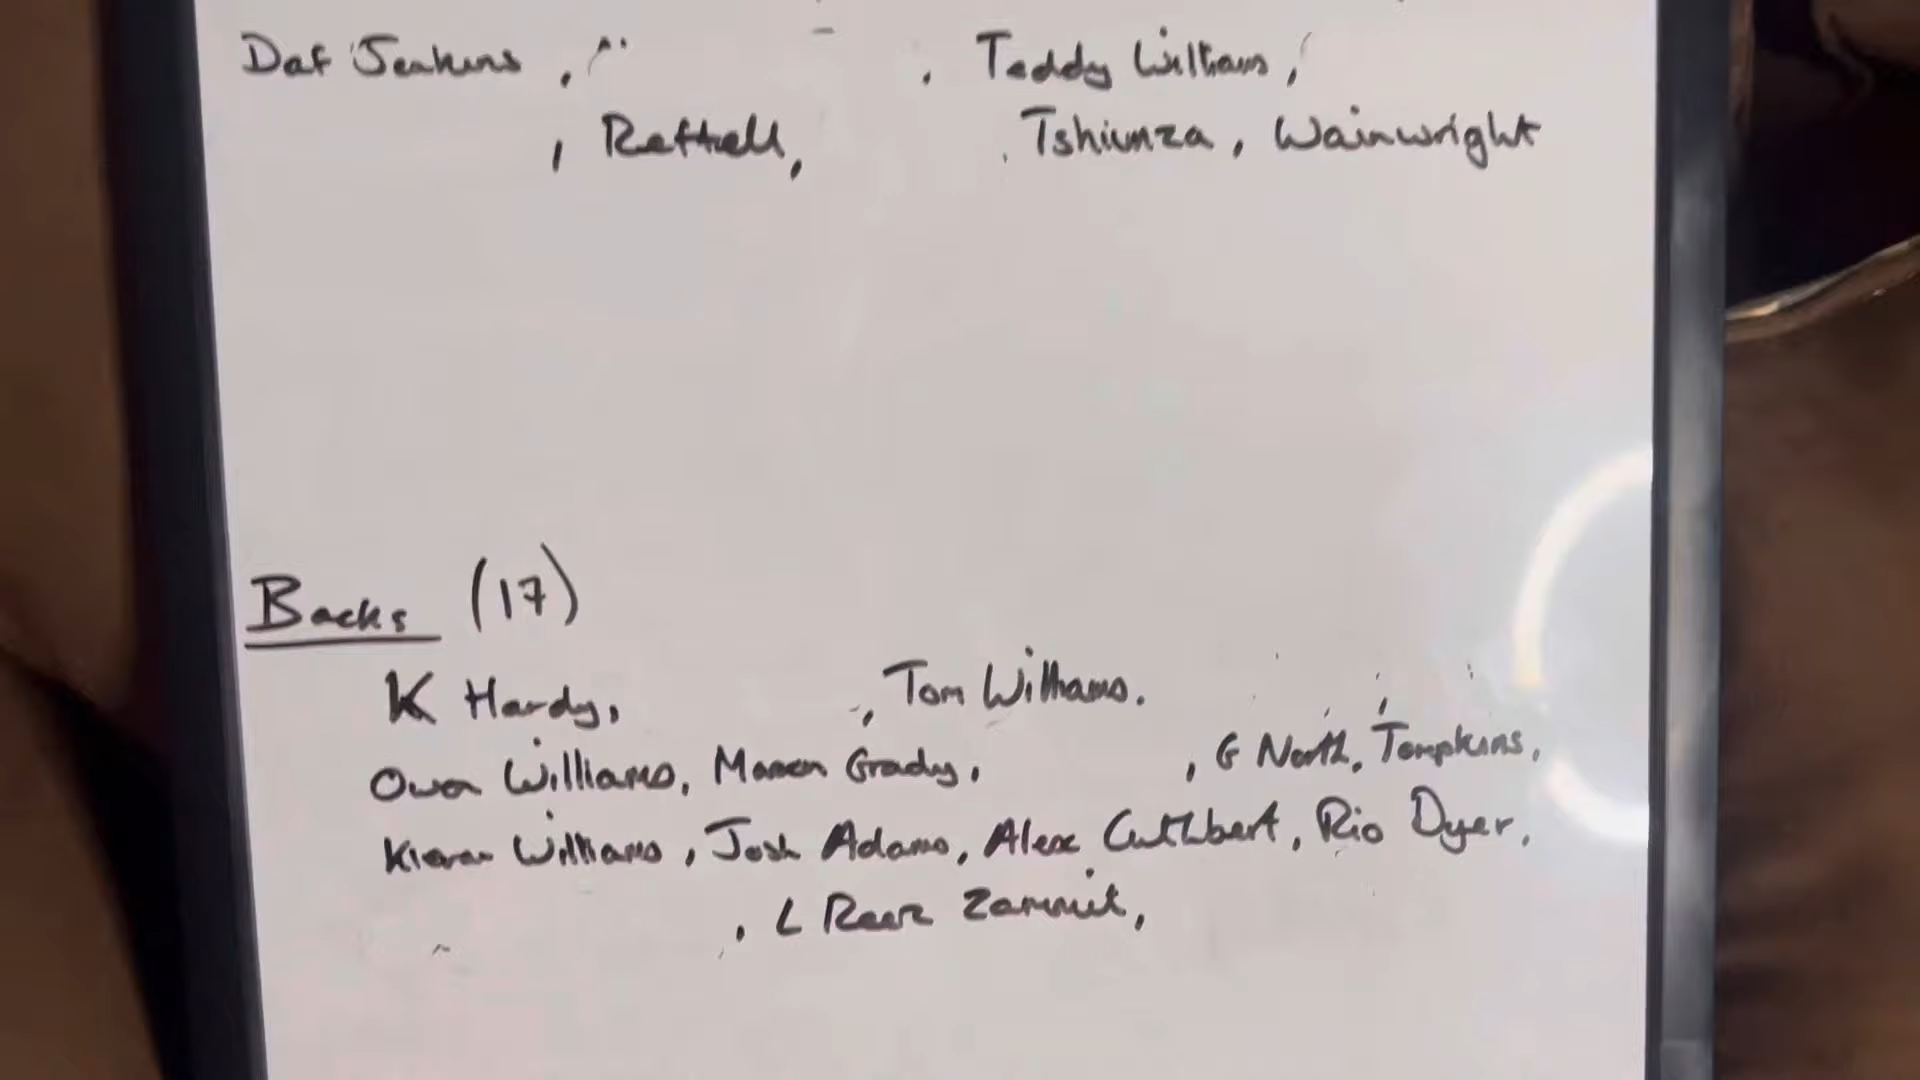 Daf Jenkins, , Teddy Williams,
, Reffell, , Tshiunza, Wainwright
Backs (17)
K Hardy, , Tom Williams.
Owen Williams, Mason Grady, , G North, Tompkins,
Kieran Williams, Josh Adams, Alex Cuthbert, Rio Dyer,
, L Rees Zammit,